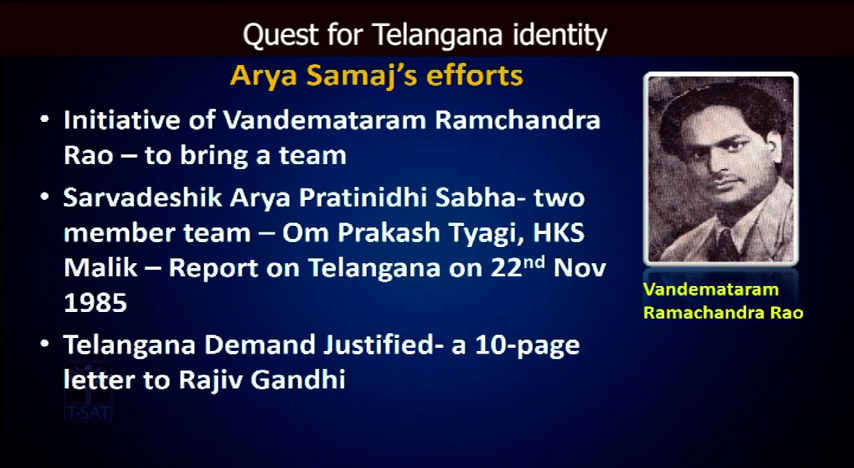 Quest for Telangana identity
Arya Samaj's efforts
• Initiative of Vandemataram Ramchandra
Rao – to bring a team
• Sarvadeshik Arya Pratinidhi Sabha- two
member team – Om Prakash Tyagi, HKS
Malik – Report on Telangana on 22nd Nov
1985
• Telangana Demand Justified- a 10-page
letter to Rajiv Gandhi
Vandemataram
Ramachandra Rao
T-SAT